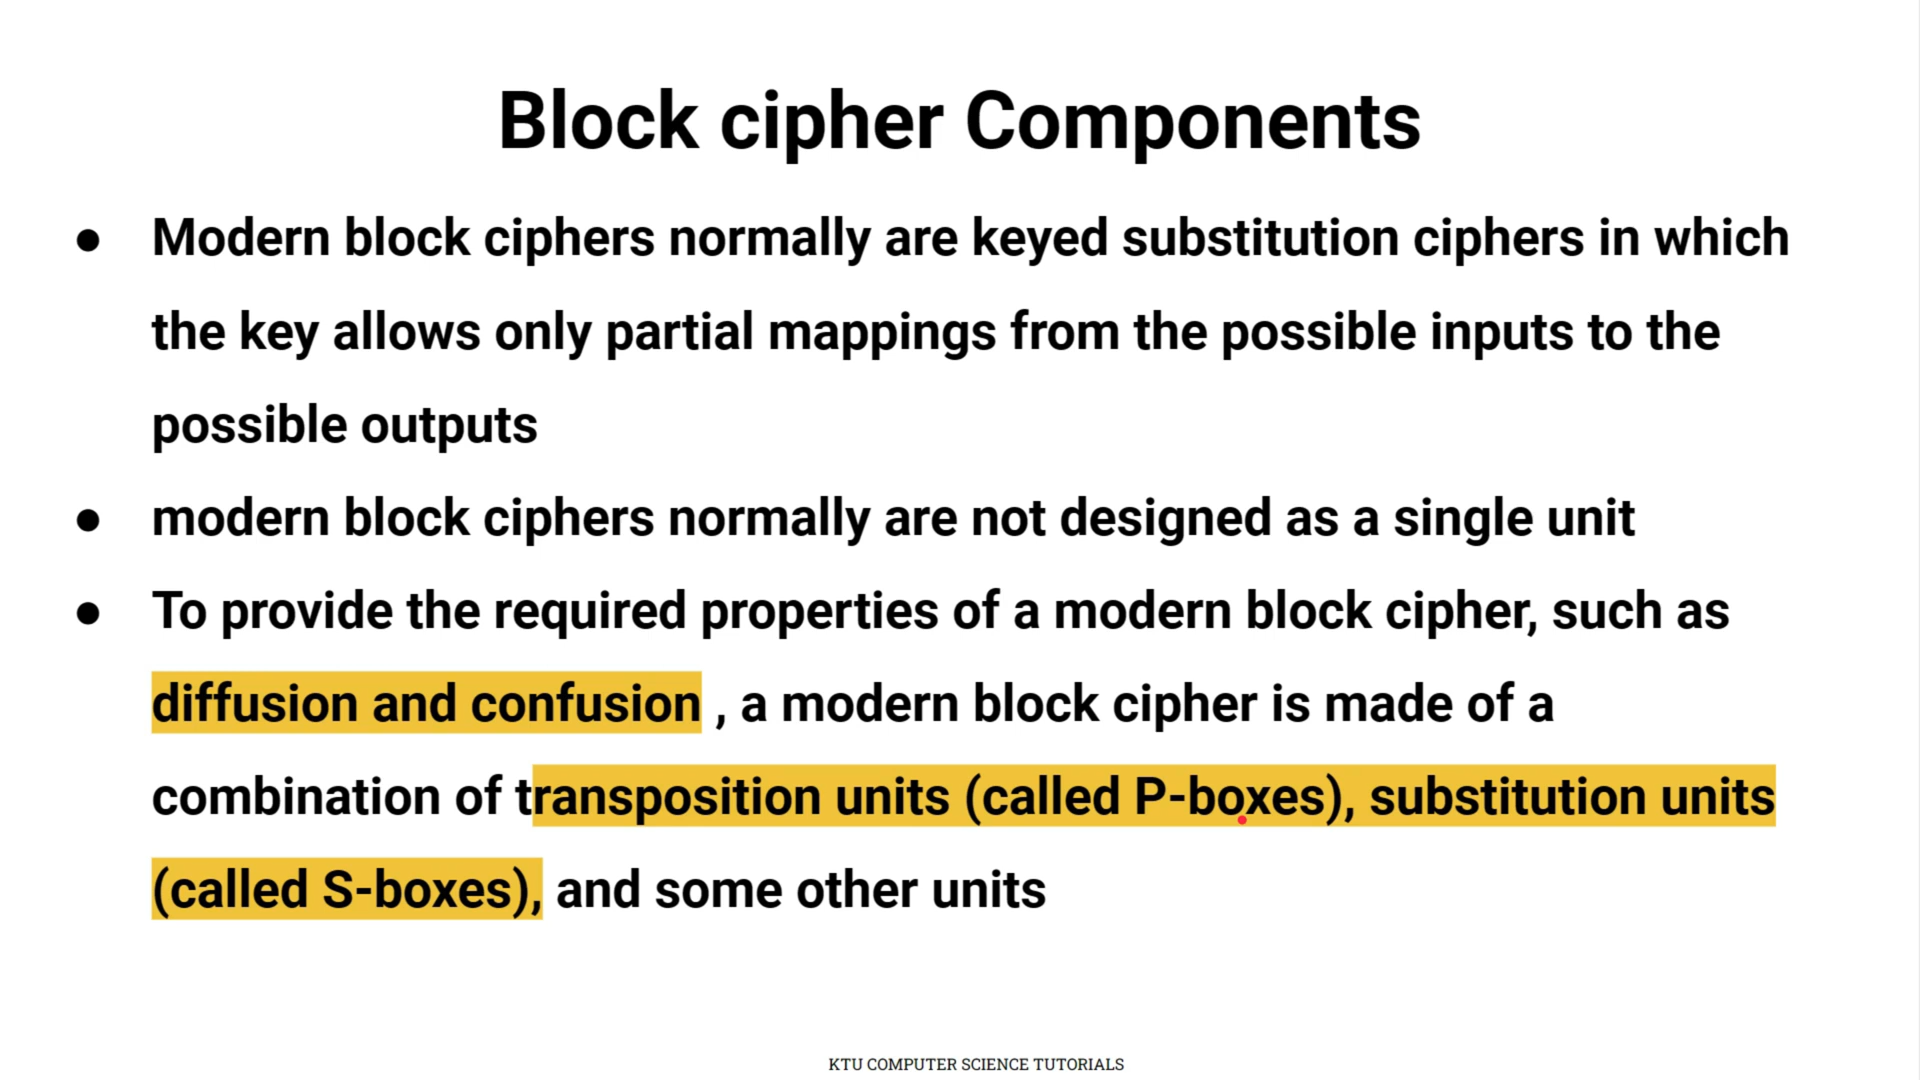 Block cipher Components
● Modern block ciphers normally are keyed substitution ciphers in which
the key allows only partial mappings from the possible inputs to the
possible outputs
● modern block ciphers normally are not designed as a single unit
● To provide the required properties of a modern block cipher, such as
diffusion and confusion , a modern block cipher is made of a
combination of transposition units (called P-boxes), substitution units
(called S-boxes), and some other units
KTU COMPUTER SCIENCE TUTORIALS